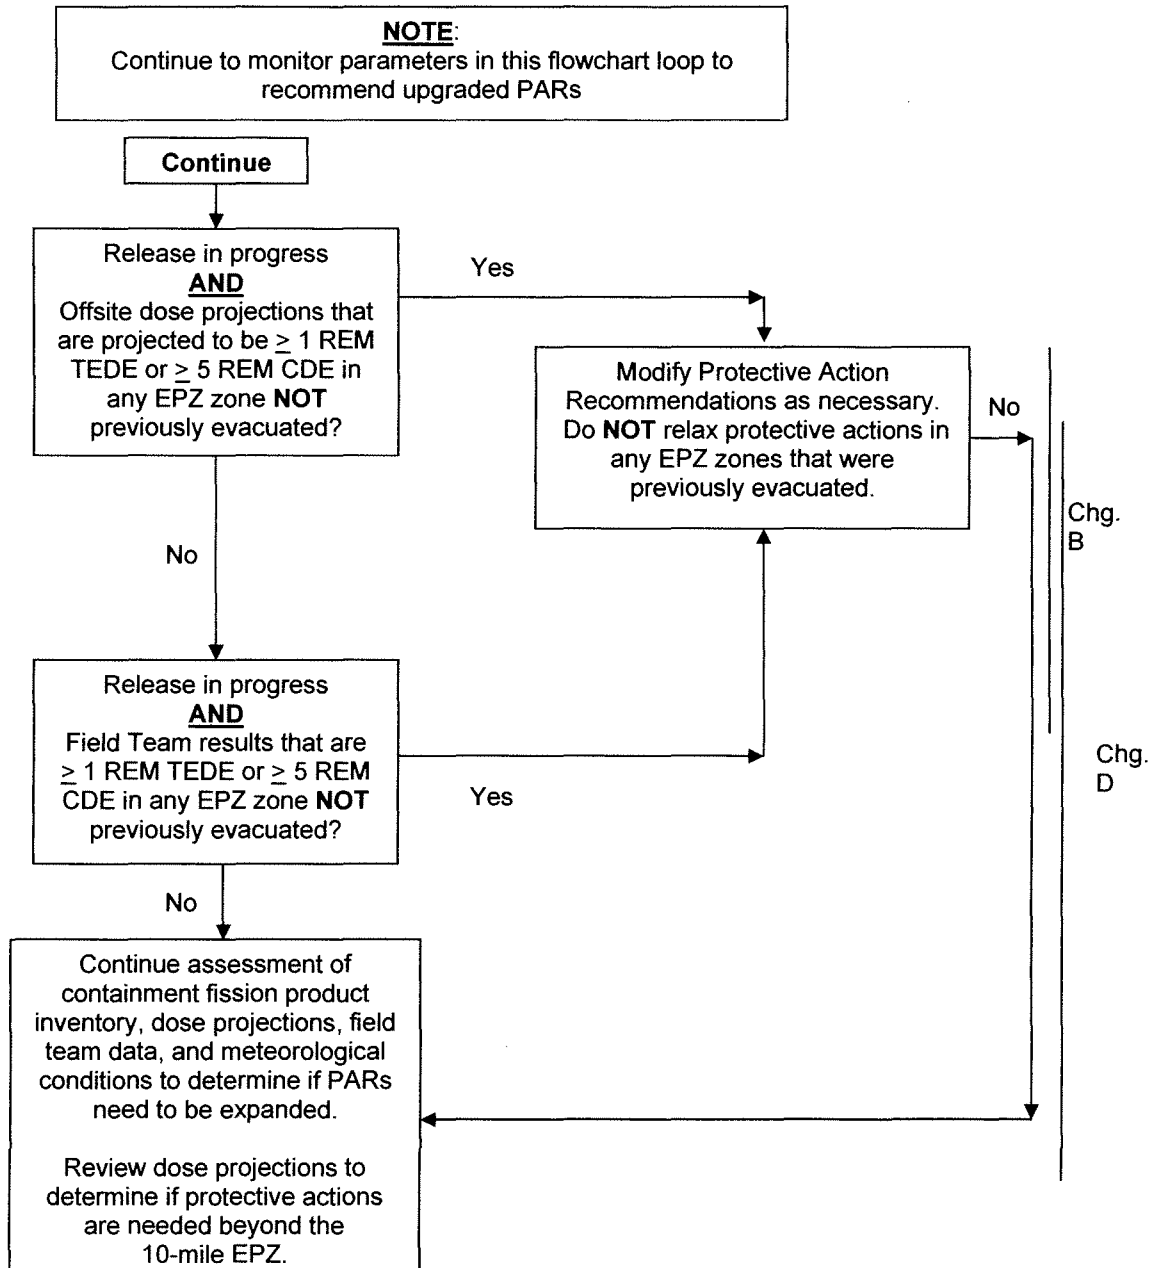 NOTE:
Continue to monitor parameters in this flowchart loop to
recommend upgraded PARs
Continue
Release in progress
AND
Offsite dose projections that
are projected to be ≥ 1 REM
TEDE or ≥ 5 REM CDE in
any EPZ zone NOT
previously evacuated?
Yes
Modify Protective Action
Recommendations as necessary.
Do NOT relax protective actions in
any EPZ zones that were
previously evacuated.
No
Chg.
B
No
Release in progress
AND
Field Team results that are
≥ 1 REM TEDE or ≥ 5 REM
CDE in any EPZ zone NOT
previously evacuated?
Yes
Chg.
D
No
Continue assessment of
containment fission product
inventory, dose projections, field
team data, and meteorological
conditions to determine if PARs
need to be expanded.
Review dose projections to
determine if protective actions
are needed beyond the
10-mile EPZ.